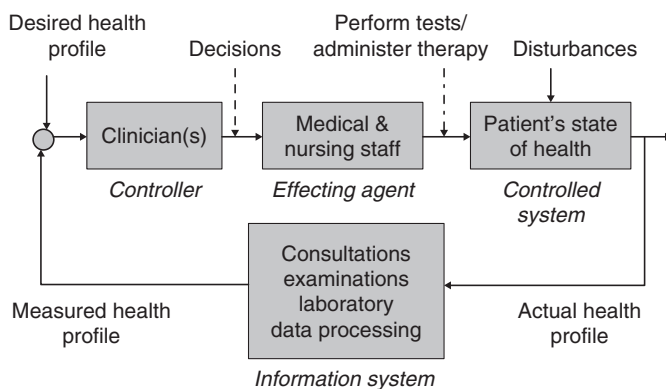 Desired health
profile
Decisions
Perform tests/
administer therapy
Disturbances
Clinician(s)
Medical &
nursing staff
Patient's state
of health
Controller
Effecting agent
Controlled
system
Consultations
examinations
laboratory
data processing
Measured health
profile
Actual health
profile
Information system